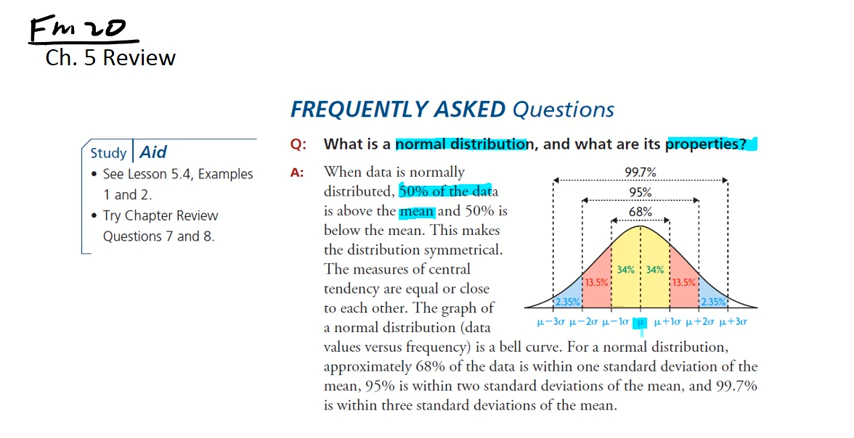 Fm 20
Ch. 5 Review
FREQUENTLY ASKED Questions
Study | Aid
• See Lesson 5.4, Examples
1 and 2.
• Try Chapter Review
Questions 7 and 8.
Q: What is a normal distribution, and what are its properties?
A: When data is normally
distributed, 50% of the data
is above the mean and 50% is
below the mean. This makes
the distribution symmetrical.
The measures of central
tendency are equal or close
to each other. The graph of
a normal distribution (data
values versus frequency) is a bell curve. For a normal distribution,
approximately 68% of the data is within one standard deviation of the
mean, 95% is within two standard deviations of the mean, and 99.7%
is within three standard deviations of the mean.
99.7%
95%
68%
34% 34%
13.5% 13.5%
2.35% 2.35%
μ−3σ μ−2σ μ−1σ μ μ+1σ μ+2σ μ+3σ